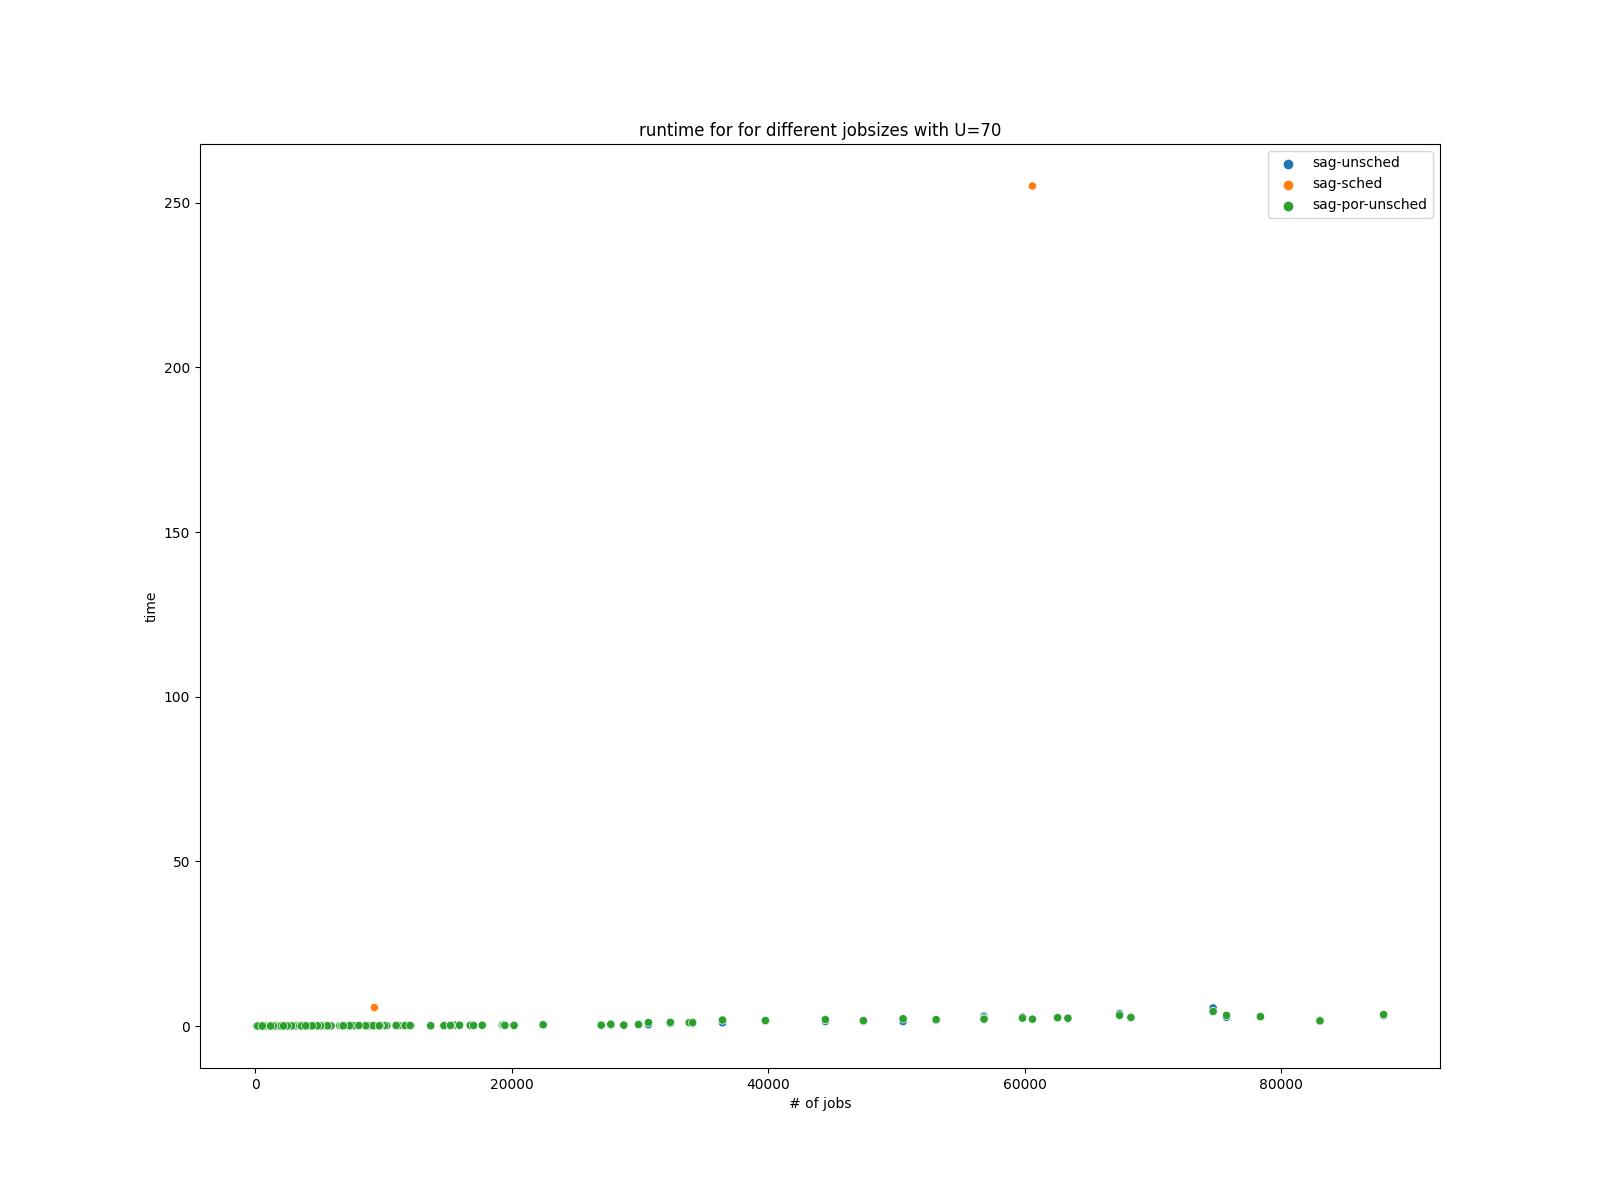 runtime for for different jobsizes with U=70
sag-unsched
sag-sched
sag-por-unsched
250
200
150
100
50
0
time
0 20000 40000 60000 80000
# of jobs